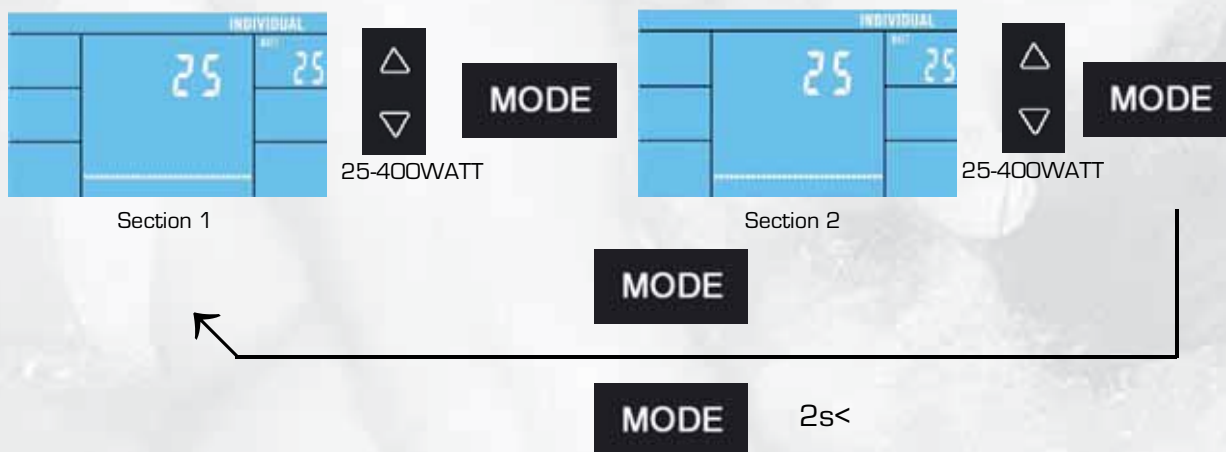 INDIVIDUAL
WATT
25 25
MODE
25-400WATT
Section 1
INDIVIDUAL
WATT
25 25
MODE
25-400WATT
Section 2
MODE
MODE 2s<